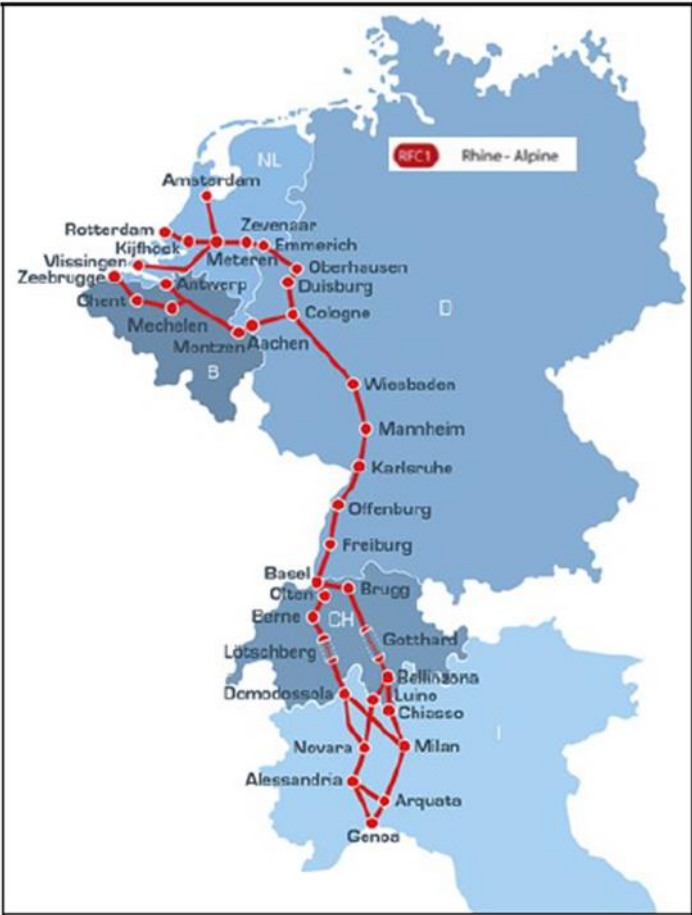 RFC1 Rhine - Alpine
NL
Amsterdam
Rotterdam
Kijfhoek
Zevenaar
Emmerich
Meteren
Vlissingen
Zeebrugge
Oberhausen
Duisburg
Antwerp
Ghent
Mechelen
Montzen
Aachen
Cologne
D
B
Wiesbaden
Mannheim
Karlsruhe
Offenburg
Freiburg
Basel
Olten
Brugg
Berne
CH
Gotthard
Lötschberg
Bellinzona
Domodossola
Luino
Chiasso
I
Novara
Milan
Alessandria
Arquata
Genoa